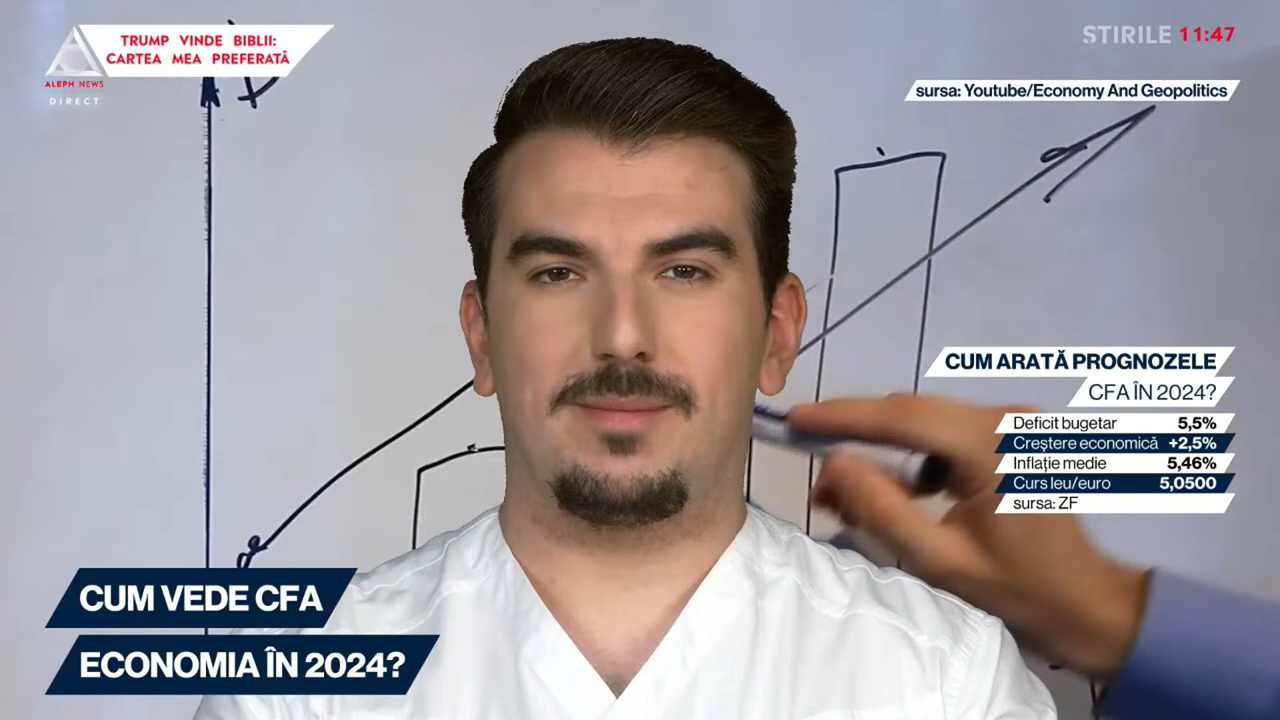 TRUMP VINDE BIBLII:
CARTEA MEA PREFERATĂ
ALEPH NEWS
DIRECT
ȘTIRILE 11:47
sursa: Youtube/Economy And Geopolitics
CUM ARATĂ PROGNOZELE
CFA ÎN 2024?
Deficit bugetar 5,5%
Creștere economică +2,5%
Inflație medie 5,46%
Curs leu/euro 5,0500
sursa: ZF
CUM VEDE CFA
ECONOMIA ÎN 2024?